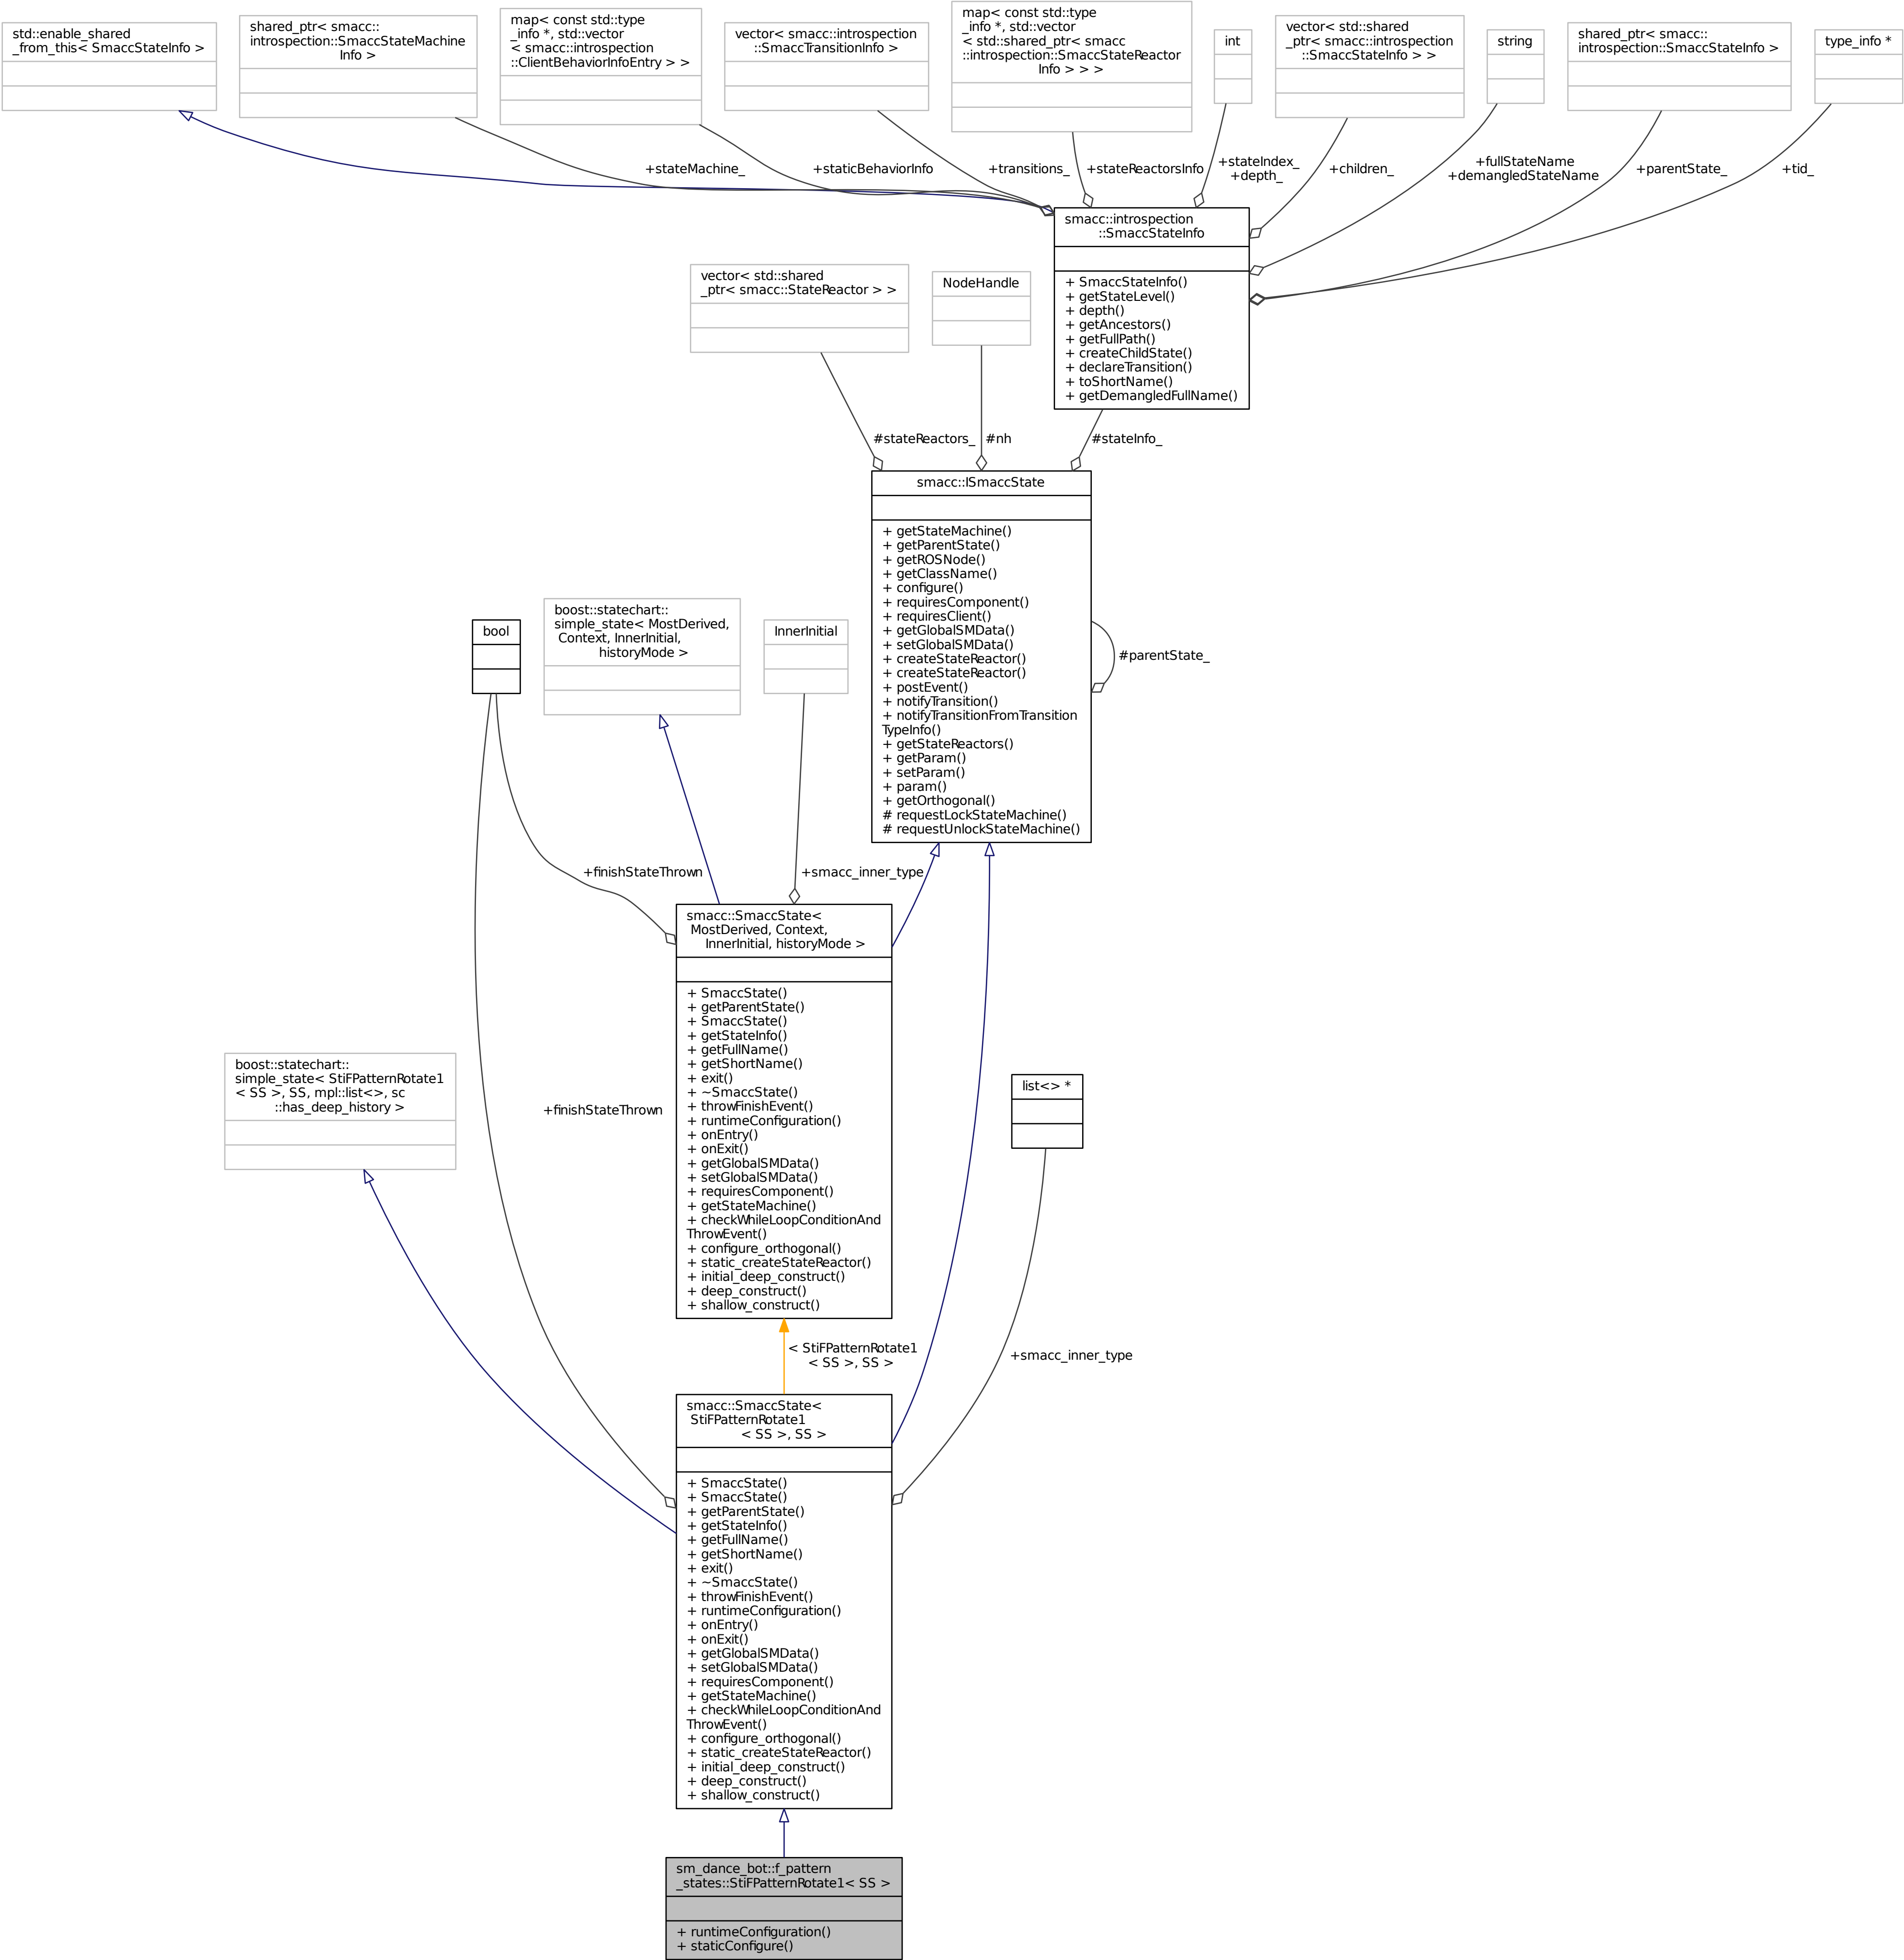 std::enable_shared
_from_this< SmaccStateInfo >
shared_ptr< smacc::
introspection::SmaccStateMachine
Info >
map< const std::type
_info *, std::vector
< smacc::introspection
::ClientBehaviorInfoEntry > >
vector< smacc::introspection
::SmaccTransitionInfo >
map< const std::type
_info *, std::vector
< std::shared_ptr< smacc
::introspection::SmaccStateReactor
Info > > >
int
vector< std::shared
_ptr< smacc::introspection
::SmaccStateInfo > >
string
shared_ptr< smacc::
introspection::SmaccStateInfo >
type_info *
+stateMachine_
+staticBehaviorInfo
+transitions_
+stateReactorsInfo
+stateIndex_
+depth_
+children_
+fullStateName
+demangledStateName
+parentState_
+tid_
smacc::introspection
::SmaccStateInfo
+ SmaccStateInfo()
+ getStateLevel()
+ depth()
+ getAncestors()
+ getFullPath()
+ createChildState()
+ declareTransition()
+ toShortName()
+ getDemangledFullName()
vector< std::shared
_ptr< smacc::StateReactor > >
NodeHandle
#stateReactors_
#nh
#stateInfo_
smacc::ISmaccState
+ getStateMachine()
+ getParentState()
+ getROSNode()
+ getClassName()
+ configure()
+ requiresComponent()
+ requiresClient()
+ getGlobalSMData()
+ setGlobalSMData()
+ createStateReactor()
+ createStateReactor()
+ postEvent()
+ notifyTransition()
+ notifyTransitionFromTransition
TypeInfo()
+ getStateReactors()
+ getParam()
+ setParam()
+ param()
+ getOrthogonal()
# requestLockStateMachine()
# requestUnlockStateMachine()
#parentState_
bool
boost::statechart::
simple_state< MostDerived,
Context, InnerInitial,
historyMode >
InnerInitial
+finishStateThrown
+smacc_inner_type
smacc::SmaccState<
MostDerived, Context,
InnerInitial, historyMode >
+ SmaccState()
+ getParentState()
+ SmaccState()
+ getStateInfo()
+ getFullName()
+ getShortName()
+ exit()
+ ~SmaccState()
+ throwFinishEvent()
+ runtimeConfiguration()
+ onEntry()
+ onExit()
+ getGlobalSMData()
+ setGlobalSMData()
+ requiresComponent()
+ getStateMachine()
+ checkWhileLoopConditionAnd
ThrowEvent()
+ configure_orthogonal()
+ static_createStateReactor()
+ initial_deep_construct()
+ deep_construct()
+ shallow_construct()
boost::statechart::
simple_state< StiFPatternRotate1
< SS >, SS, mpl::list<>, sc
::has_deep_history >
+finishStateThrown
list<> *
< StiFPatternRotate1
< SS >, SS >
+smacc_inner_type
smacc::SmaccState<
StiFPatternRotate1
< SS >, SS >
+ SmaccState()
+ SmaccState()
+ getParentState()
+ getStateInfo()
+ getFullName()
+ getShortName()
+ exit()
+ ~SmaccState()
+ throwFinishEvent()
+ runtimeConfiguration()
+ onEntry()
+ onExit()
+ getGlobalSMData()
+ setGlobalSMData()
+ requiresComponent()
+ getStateMachine()
+ checkWhileLoopConditionAnd
ThrowEvent()
+ configure_orthogonal()
+ static_createStateReactor()
+ initial_deep_construct()
+ deep_construct()
+ shallow_construct()
sm_dance_bot::f_pattern
_states::StiFPatternRotate1< SS >
+ runtimeConfiguration()
+ staticConfigure()